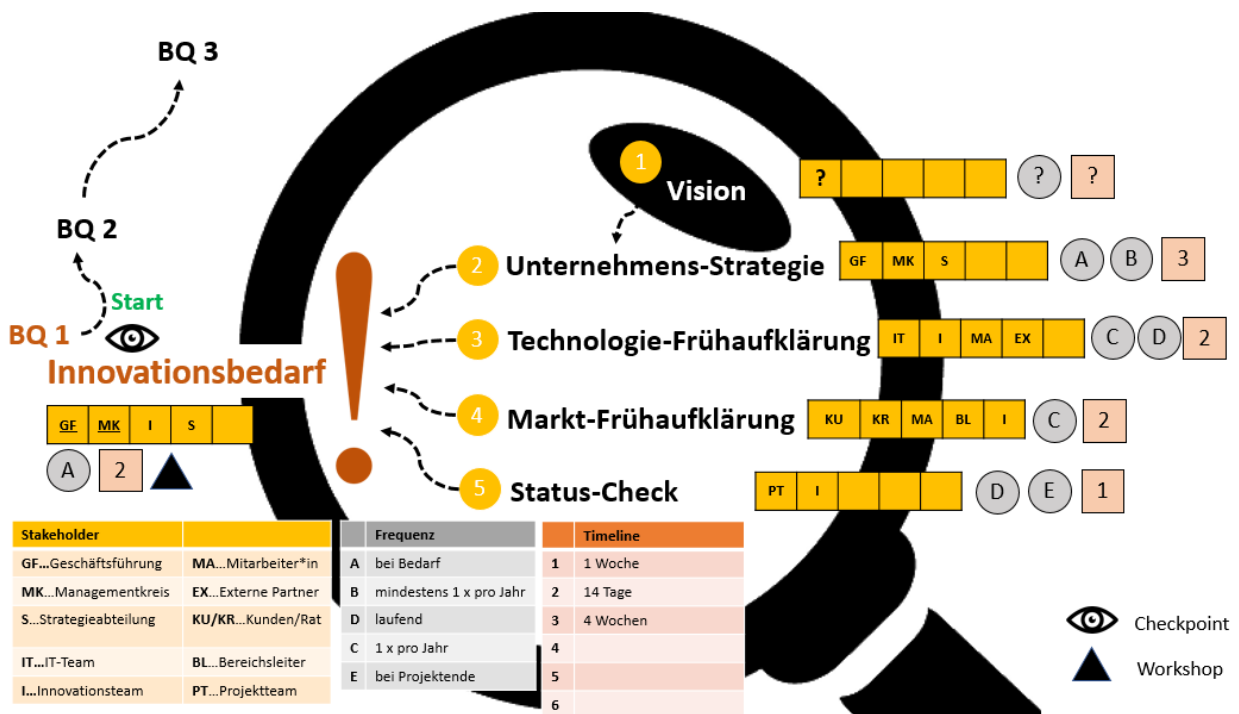 BQ 3
BQ 2
Start
BQ 1
Innovationsbedarf
GF MK I S
A 2
1
Vision
? ? ?
2 Unternehmens-Strategie GF MK S A B 3
3 Technologie-Frühaufklärung IT I MA EX C D 2
4 Markt-Frühaufklärung KU KR MA BL I C 2
5 Status-Check PT I D E 1
!
Stakeholder
GF...Geschäftsführung MA...Mitarbeiter*in
MK...Managementkreis EX...Externe Partner
S...Strategieabteilung KU/KR...Kunden/Rat
IT...IT-Team BL...Bereichsleiter
I...Innovationsteam PT...Projektteam
Frequenz
A bei Bedarf
B mindestens 1 x pro Jahr
D laufend
C 1 x pro Jahr
E bei Projektende
Timeline
1 1 Woche
2 14 Tage
3 4 Wochen
4
5
6
Checkpoint
Workshop